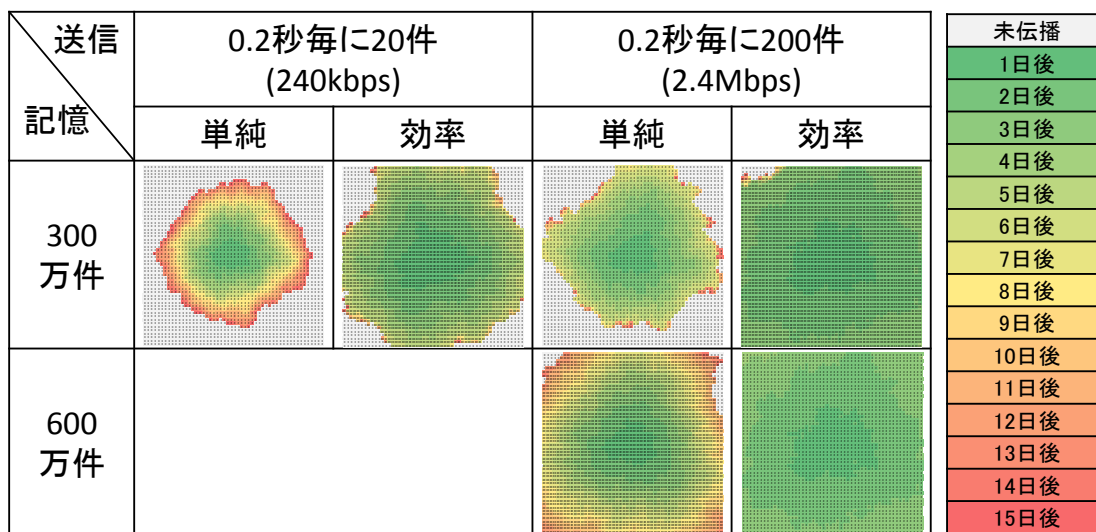 送信
記憶
0.2秒毎に20件
(240kbps)
0.2秒毎に200件
(2.4Mbps)
単純
効率
単純
効率
300
万件
600
万件
未伝播
1日後
2日後
3日後
4日後
5日後
6日後
7日後
8日後
9日後
10日後
11日後
12日後
13日後
14日後
15日後